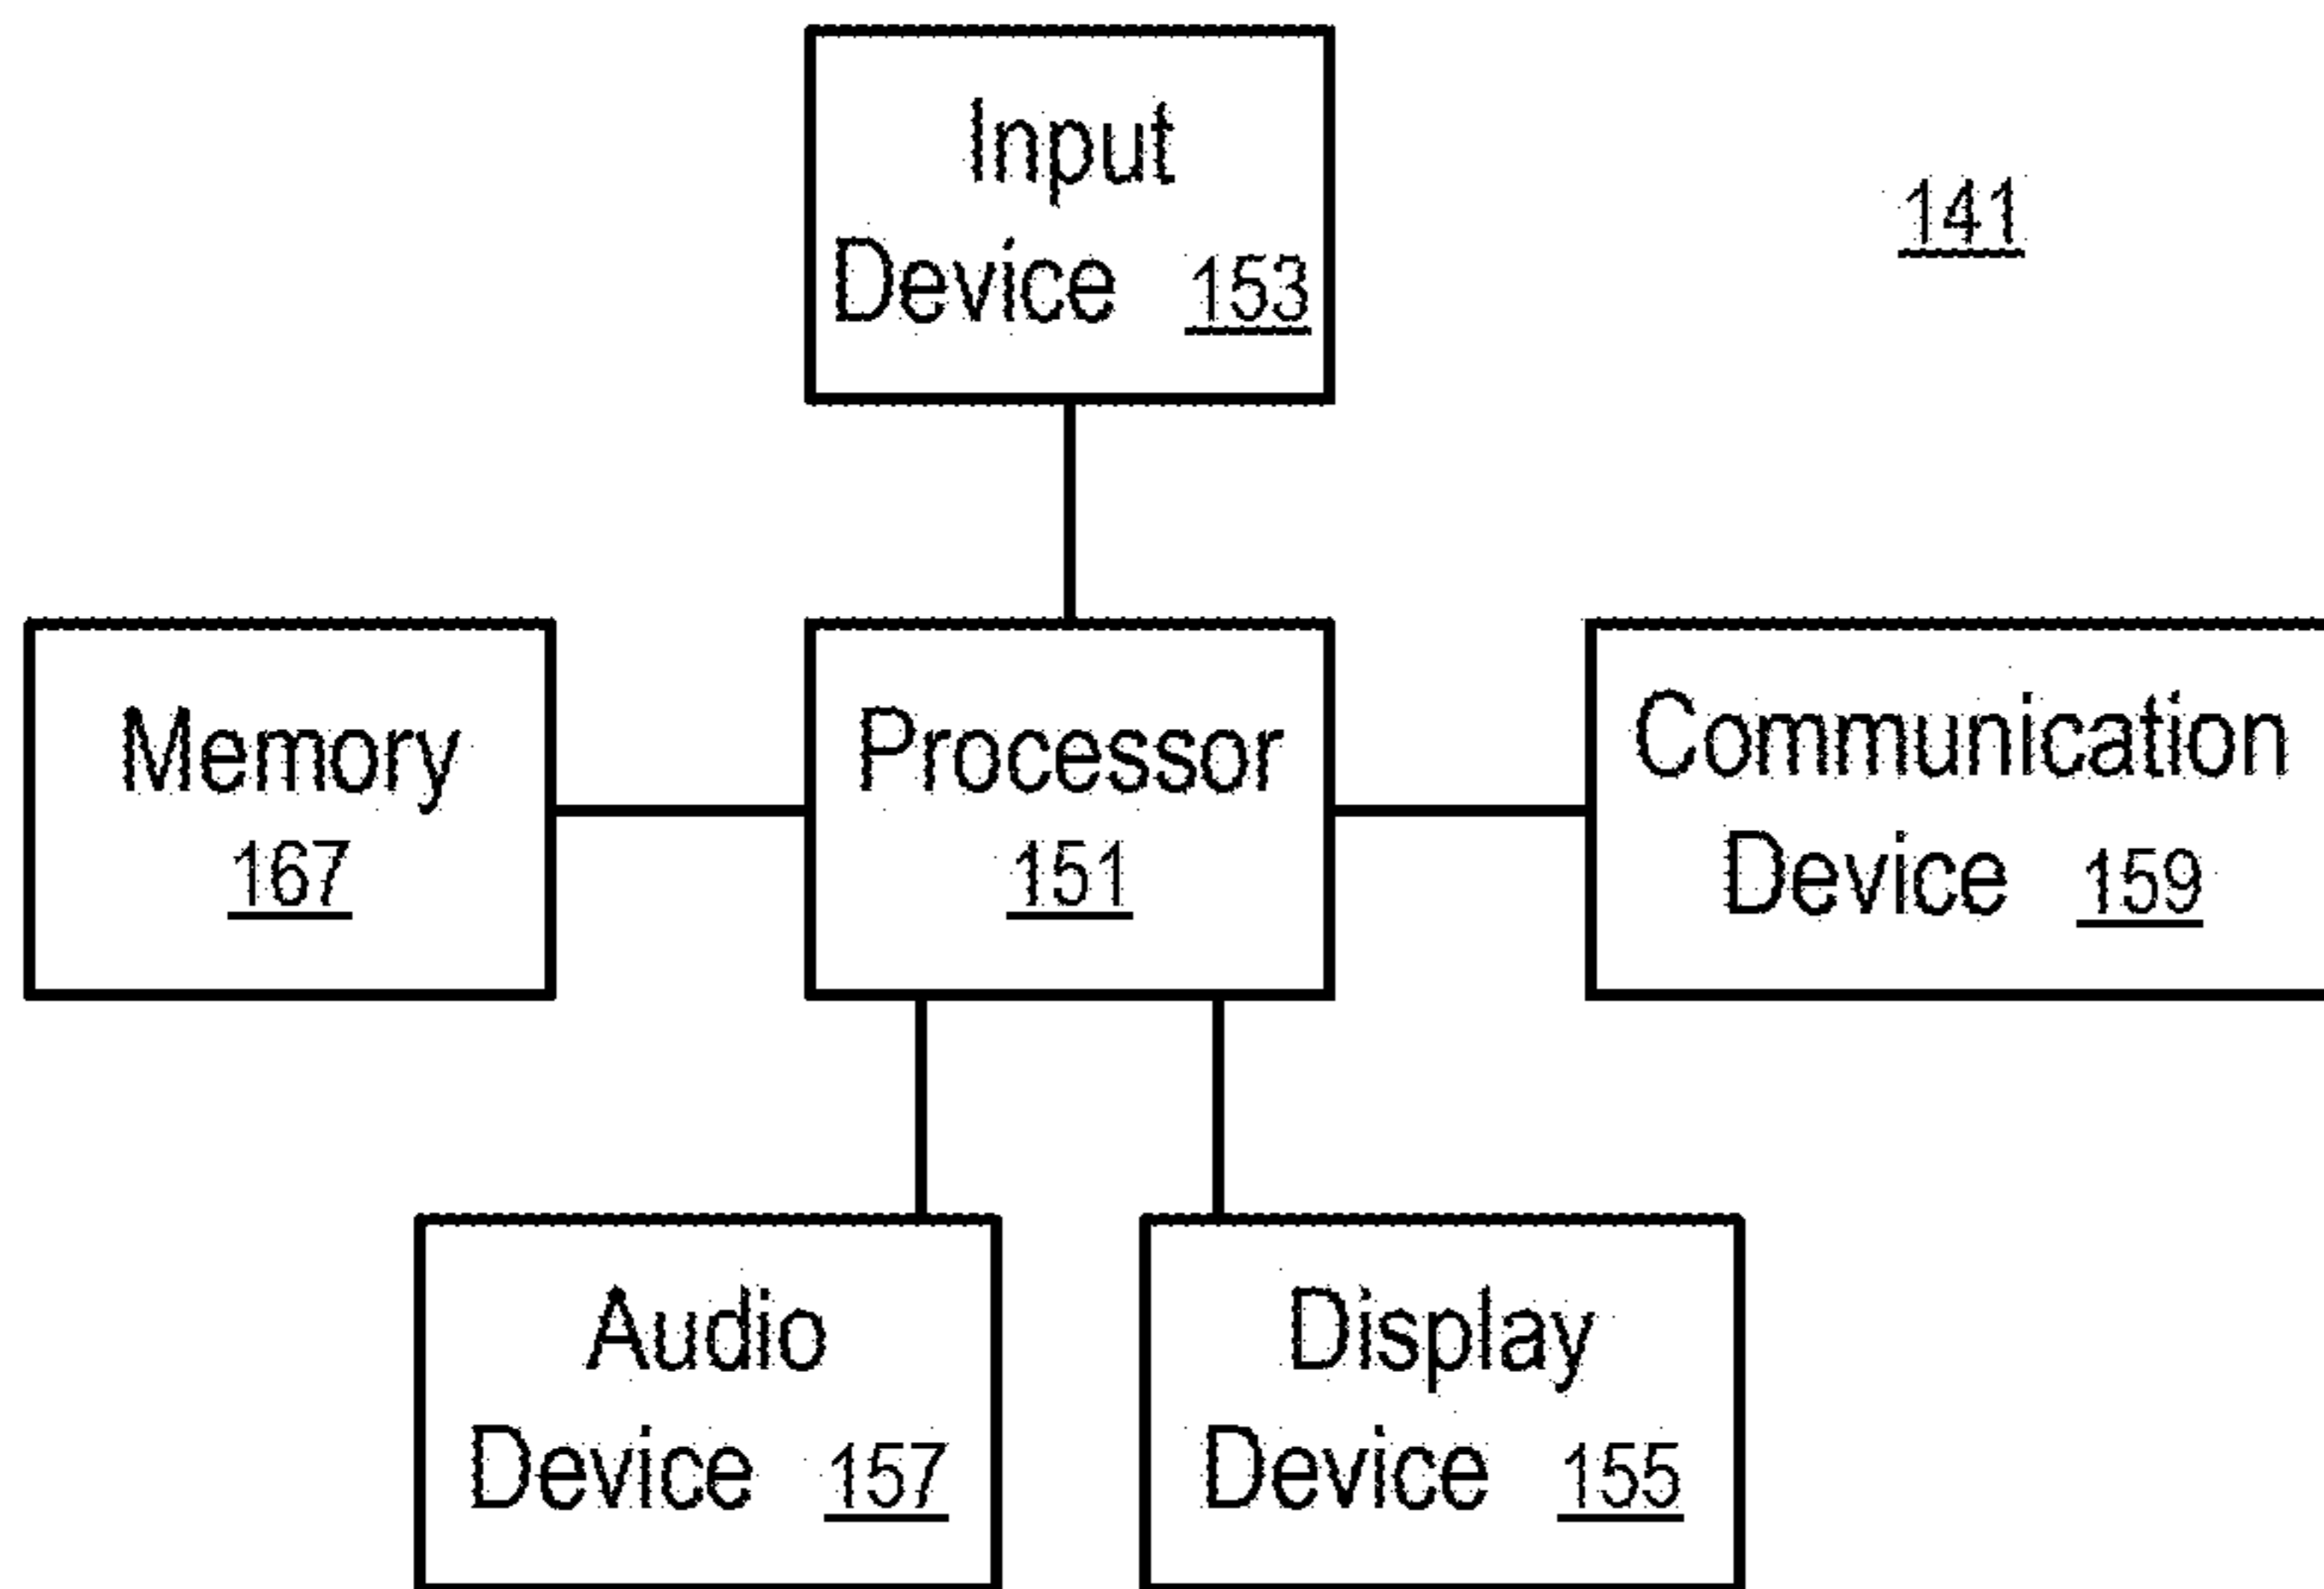 Input
Device 153
141
Memory
167
Processor
151
Communication
Device 159
Audio
Device 157
Display
Device 155